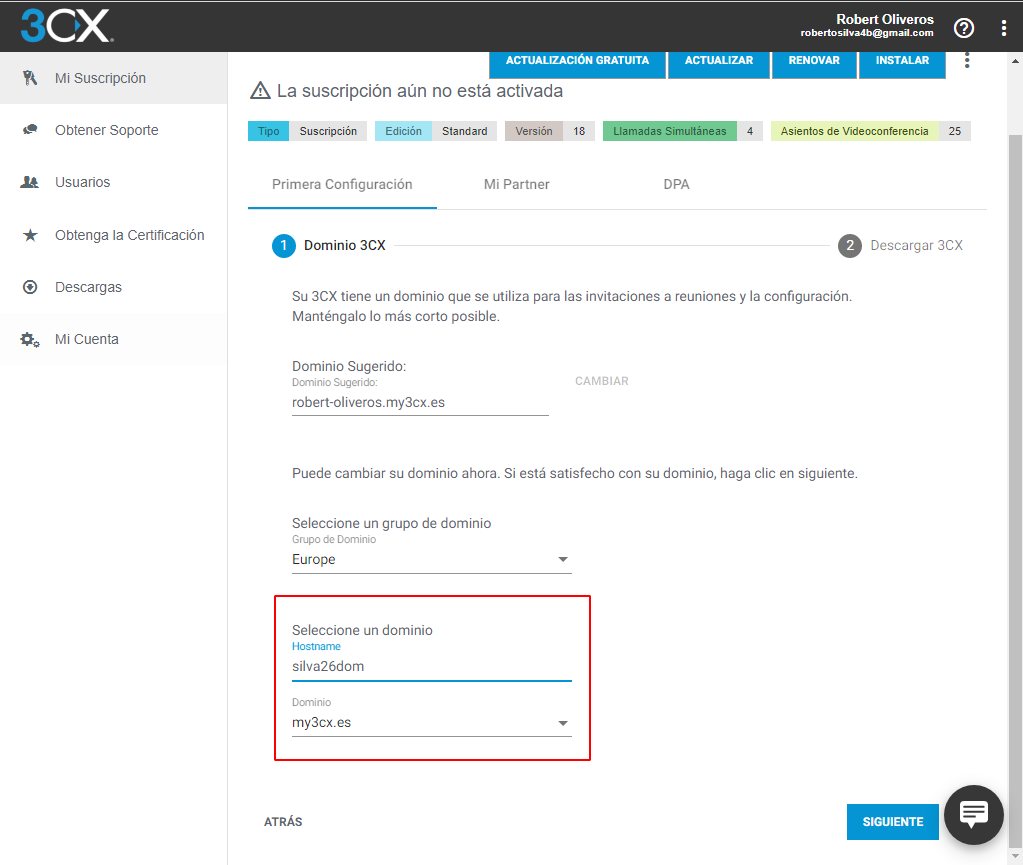 3CX
Robert Oliveros
robertosilva4b@gmail.com
Mi Suscripción
Obtener Soporte
Usuarios
Obtenga la Certificación
Descargas
Mi Cuenta
ACTUALIZACIÓN GRATUITA
ACTUALIZAR
RENOVAR
INSTALAR
La suscripción aún no está activada
Tipo Suscripción Edición Standard Versión 18 Llamadas Simultáneas 4 Asientos de Videoconferencia 25
Primera Configuración
Mi Partner
DPA
1 Dominio 3CX
2 Descargar 3CX
Su 3CX tiene un dominio que se utiliza para las invitaciones a reuniones y la configuración.
Manténgalo lo más corto posible.
Dominio Sugerido:
Dominio Sugerido:
robert-oliveros.my3cx.es
CAMBIAR
Puede cambiar su dominio ahora. Si está satisfecho con su dominio, haga clic en siguiente.
Seleccione un grupo de dominio
Grupo de Dominio
Europe
Seleccione un dominio
Hostname
silva26dom
Dominio
my3cx.es
ATRÁS
SIGUIENTE